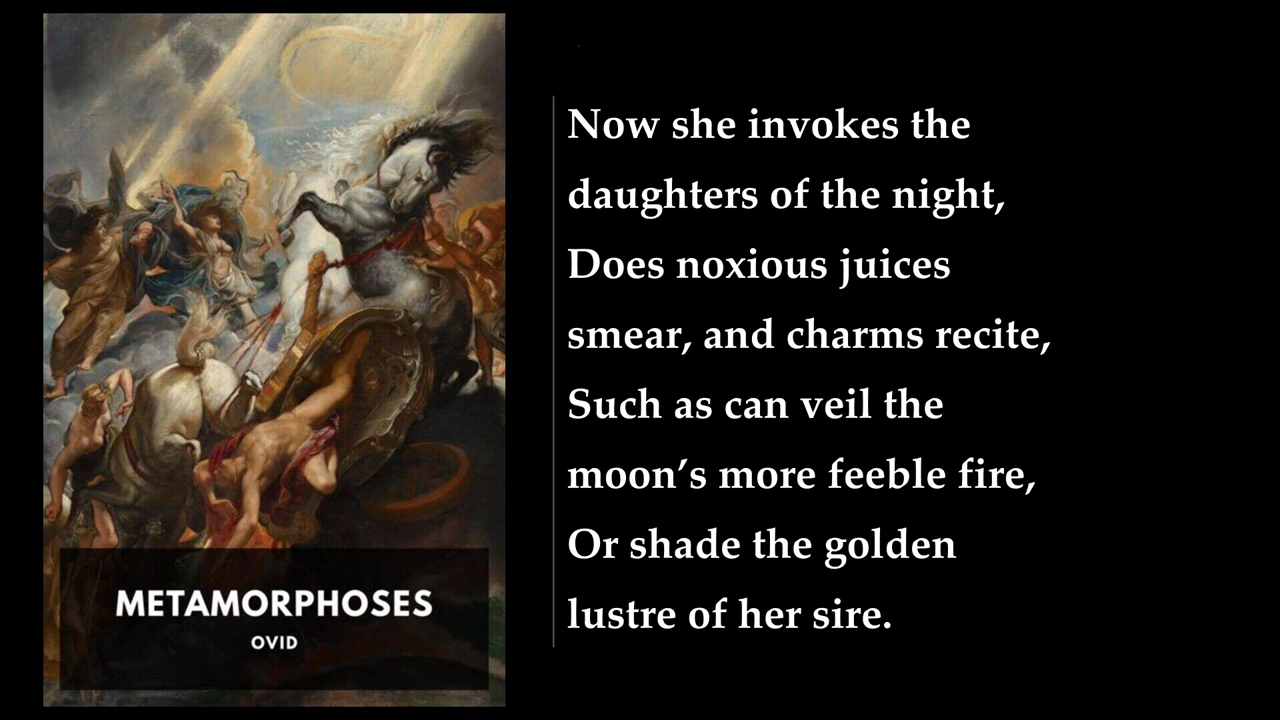 METAMORPHOSES
OVID
Now she invokes the
daughters of the night,
Does noxious juices
smear, and charms recite,
Such as can veil the
moon’s more feeble fire,
Or shade the golden
lustre of her sire.